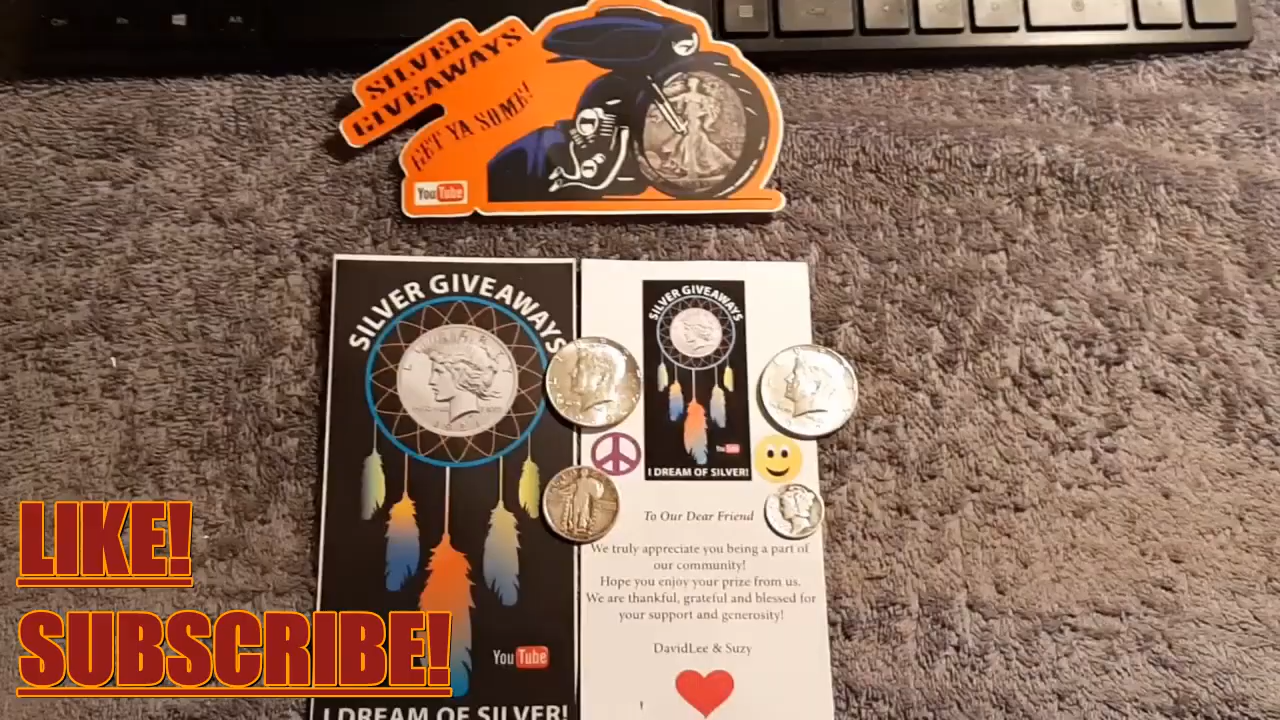 SILVER
GIVEAWAYS
GET YA SOME!
YouTube
SILVER GIVEAWAYS
YouTube
I DREAM OF SILVER!
SILVER GIVEAWAYS
YouTube
I DREAM OF SILVER!
To Our Dear Friend
We truly appreciate you being a part of
our community!
Hope you enjoy your prize from us.
We are thankful, grateful and blessed for
your support and generosity!
DavidLee & Suzy
LIKE!
SUBSCRIBE!